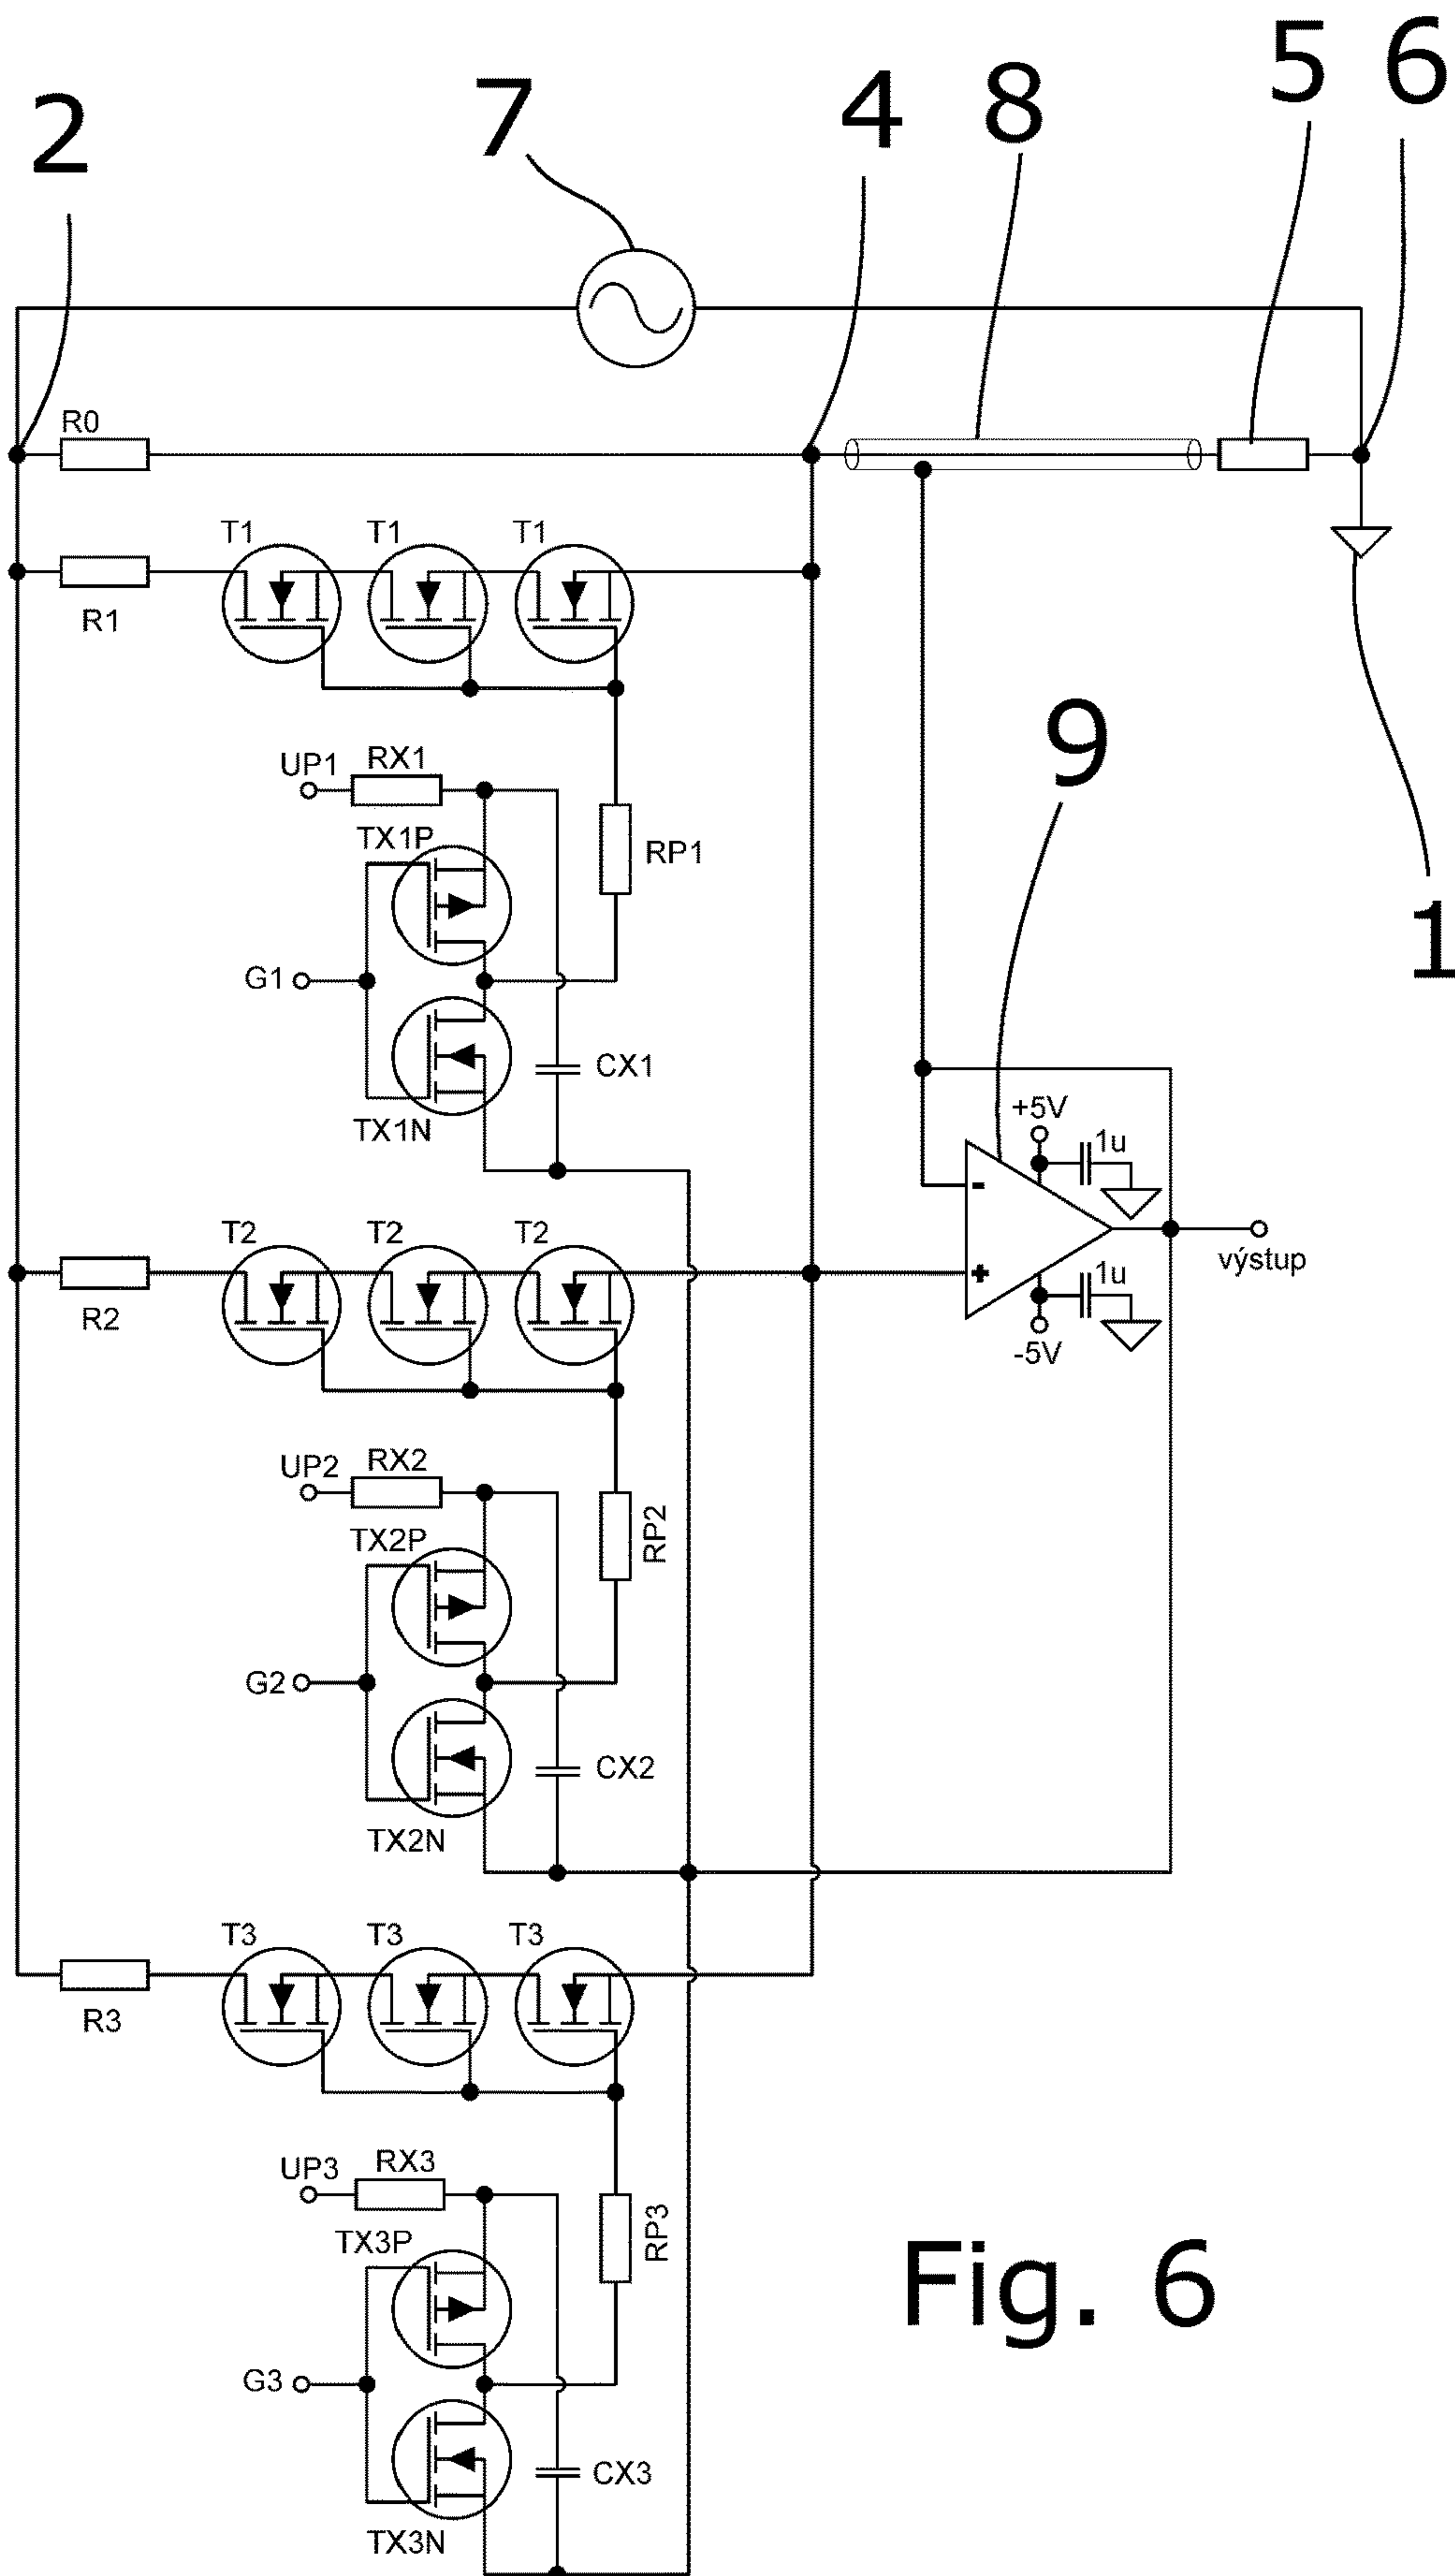 2
7
4
8
5
6
R0
T1
T1
T1
R1
1
UP1
RX1
TX1P
RP1
9
G1
CX1
TX1N
+5V
1u
-
T2
T2
T2
výstup
R2
+
1u
-5V
UP2
RX2
TX2P
RP2
G2
CX2
TX2N
T3
T3
T3
R3
UP3
RX3
TX3P
RP3
G3
CX3
TX3N
Fig. 6